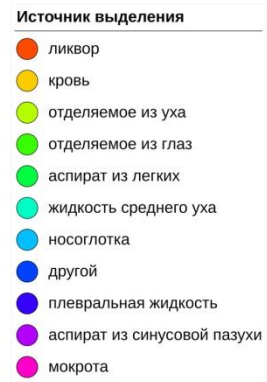 Источник выделения
ликвор
кровь
отделяемое из уха
отделяемое из глаз
аспират из легких
жидкость среднего уха
носоглотка
другой
плевральная жидкость
аспират из синусовой пазухи
мокрота